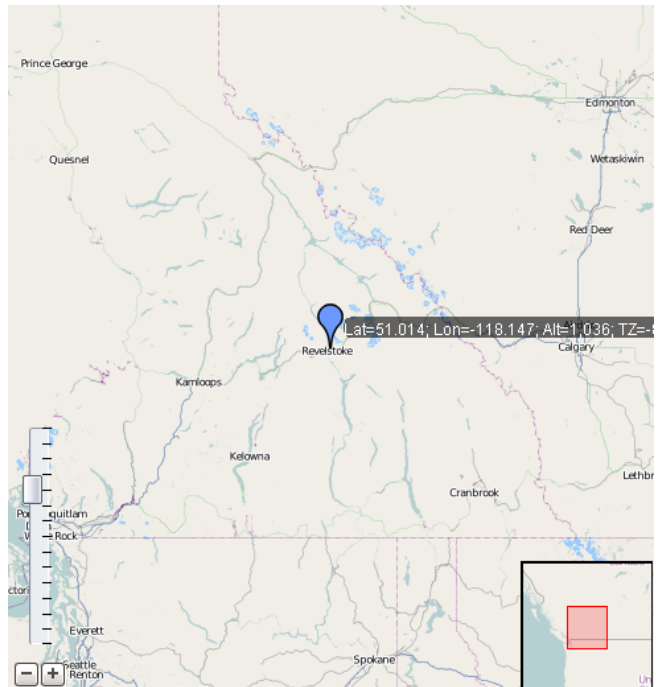 Prince George
Edmonton
Quesnel
Wetaskiwin
Red Deer
Lat=51.014; Lon=-118.147; Alt=1,036; TZ=-8
Revelstoke
Calgary
Kamloops
Kelowna
Lethbr
Cranbrook
quitlam
Rock
Everett
Seattle
Renton
Spokane